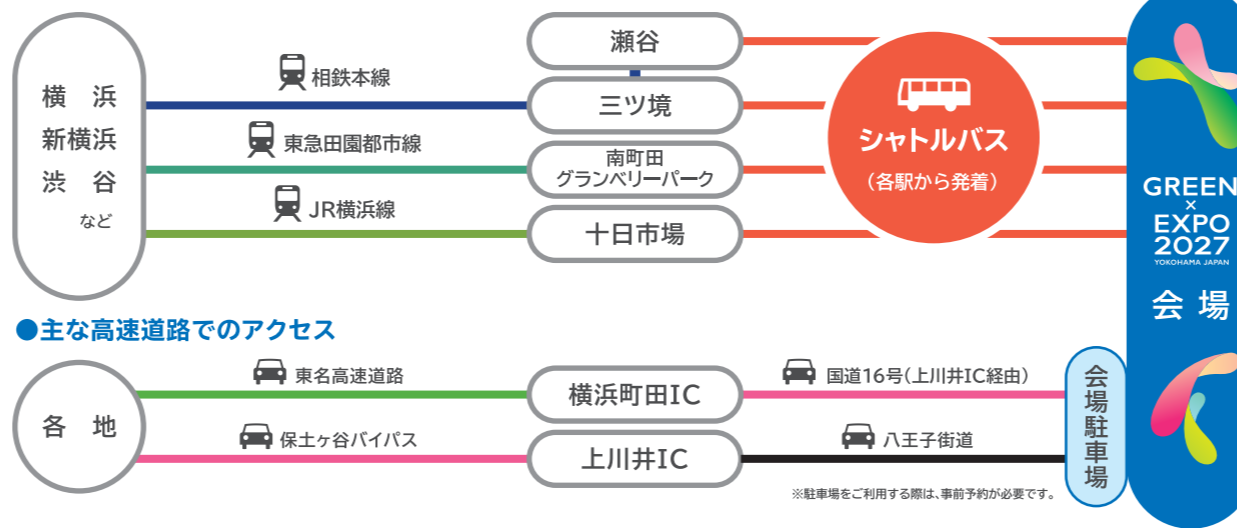 横 浜
新横浜
渋 谷
など
相鉄本線
東急田園都市線
JR横浜線
瀬谷
三ツ境
南町田
グランベリーパーク
十日市場
シャトルバス
(各駅から発着)
GREEN
×
EXPO
2027
YOKOHAMA JAPAN
会 場
●主な高速道路でのアクセス
各 地
東名高速道路
保土ヶ谷バイパス
横浜町田IC
上川井IC
国道16号(上川井IC経由)
八王子街道
会場駐車場
※駐車場をご利用する際は、事前予約が必要です。